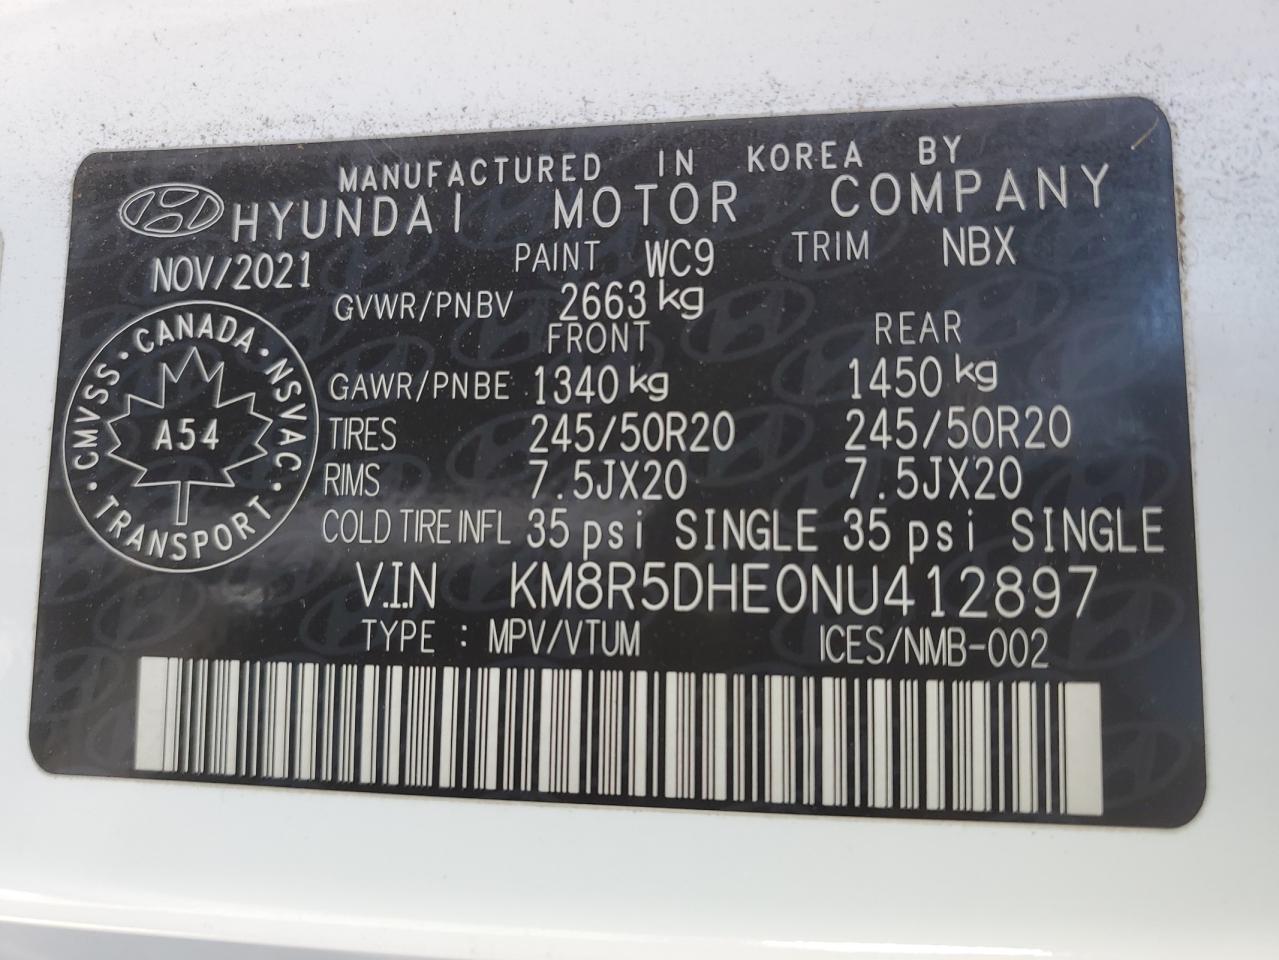 MANUFACTURED IN KOREA BY
HYUNDAI MOTOR COMPANY
NOV/2021 PAINT WC9 TRIM NBX
GVWR/PNBV 2663 kg
FRONT REAR
GAWR/PNBE 1340 kg 1450 kg
TIRES 245/50R20 245/50R20
RIMS 7.5JX20 7.5JX20
COLD TIRE INFL 35 psi SINGLE 35 psi SINGLE
V.I.N KM8R5DHE0NU412897
TYPE : MPV/VTUM ICES/NMB-002
CMVSS · CANADA · NSVAC · TRANSPORT ·
A54